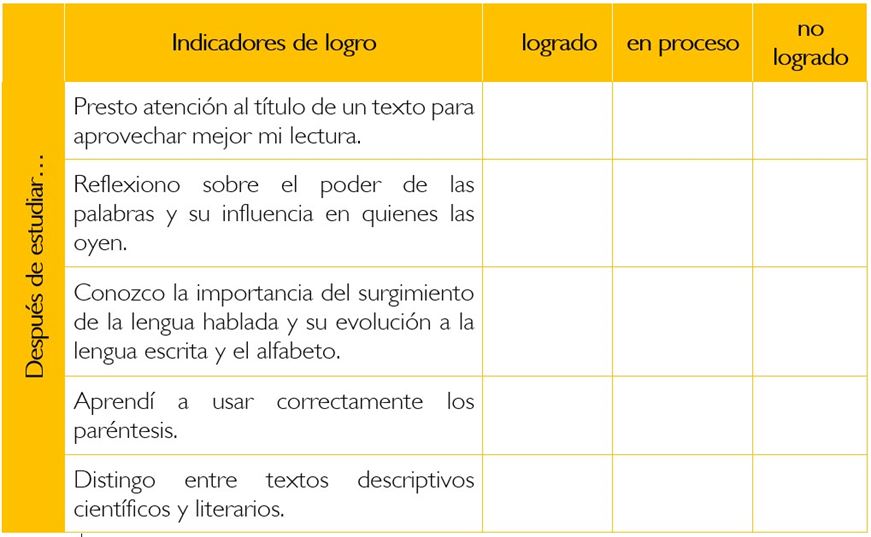 Indicadores de logro
logrado
en proceso
no
logrado
Después de estudiar...
Presto atención al título de un texto para
aprovechar mejor mi lectura.
Reflexiono sobre el poder de las
palabras y su influencia en quienes las
oyen.
Conozco la importancia del surgimiento
de la lengua hablada y su evolución a la
lengua escrita y el alfabeto.
Aprendí a usar correctamente los
paréntesis.
Distingo entre textos descriptivos
científicos y literarios.